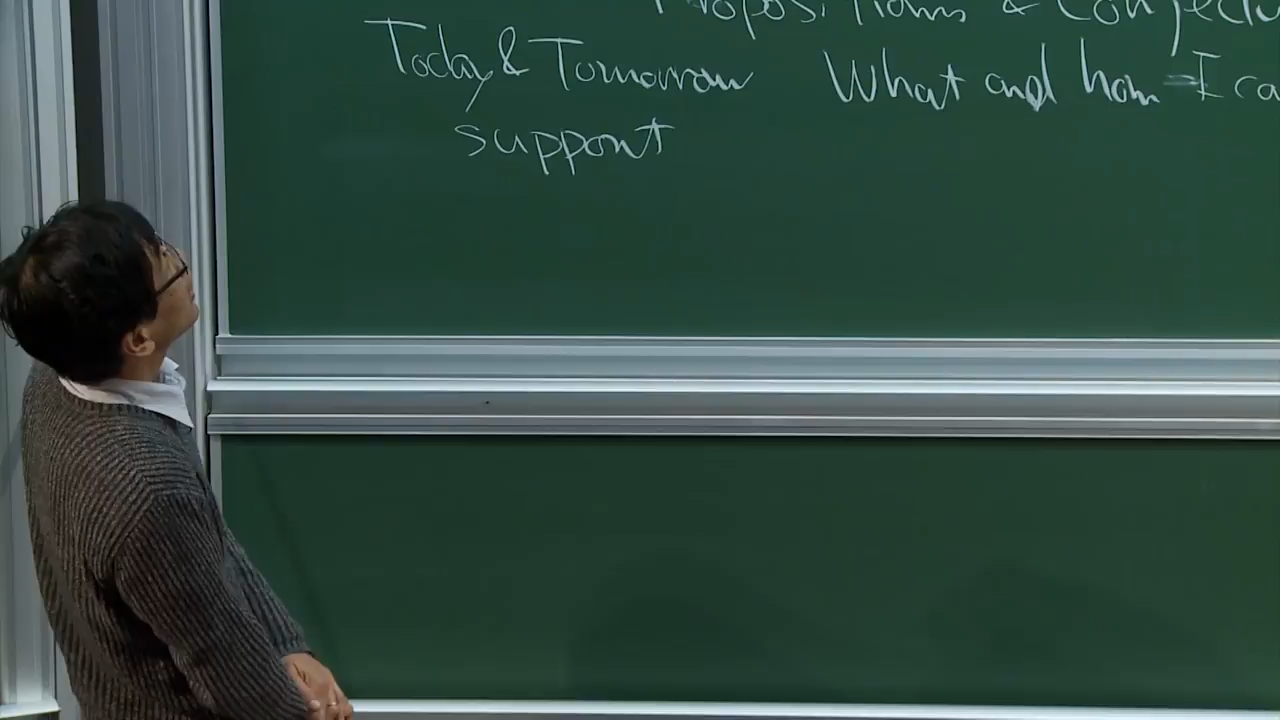 Propositions & Conjectu
Today & Tomorrow What and how I ca
support